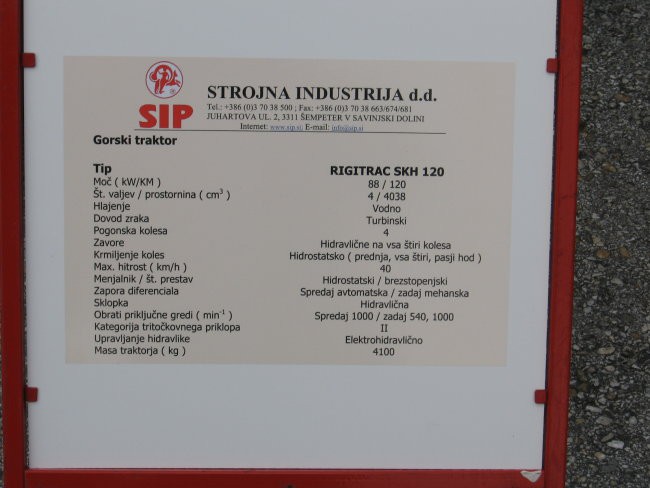 SIP
STROJNA INDUSTRIJA d.d.
Tel.: +386 (0)3 70 38 500 ; Fax: +386 (0)3 70 38 663/674/681
JUHARTOVA UL. 2, 3311 ŠEMPETER V SAVINJSKI DOLINI
Internet: www.sip.si; E-mail: info@sip.si
Gorski traktor
Tip RIGITRAC SKH 120
Moč ( kW/KM ) 88 / 120
Št. valjev / prostornina ( cm³ ) 4 / 4038
Hlajenje Vodno
Dovod zraka Turbinski
Pogonska kolesa 4
Zavore Hidravlične na vsa štiri kolesa
Krmiljenje koles Hidrostatsko ( prednja, vsa štiri, pasji hod )
Max. hitrost ( km/h ) 40
Menjalnik / št. prestav Hidrostatski / brezstopenjski
Zapora diferenciala Spredaj avtomatska / zadaj mehanska
Sklopka Hidravlična
Obrati priključne gredi ( min⁻¹ ) Spredaj 1000 / zadaj 540, 1000
Kategorija tritočkovnega priklopa II
Upravljanje hidravlike Elektrohidravlično
Masa traktorja ( kg ) 4100